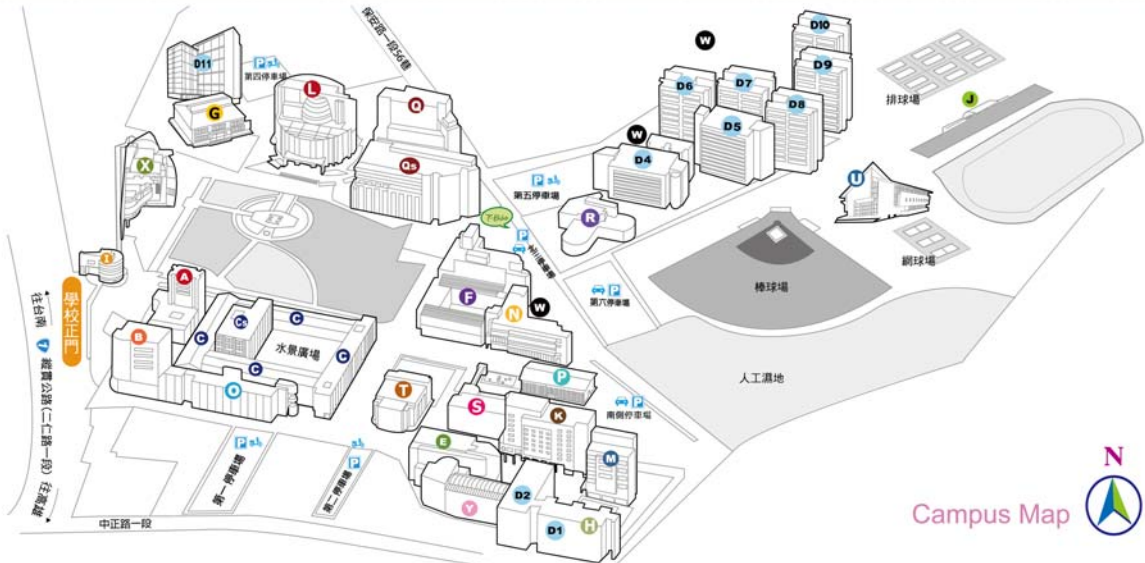 D10
W
保安路一段56巷
D11
P
第四停車場
L
D9
D7
D6
Q
G
D8
排球場
J
D5
W
D4
X
Qs
U
P
第五停車場
T-Bike
R
網球場
P
I
A
F
棒球場
P
第六停車場
N
W
學校正門
往台南
1
縱貫公路(二仁路一段)
往高雄
Cs
C
C
水景廣場
C
B
C
人工濕地
O
T
P
P
南側停車場
S
K
E
M
P
第一停車場
P
第二停車場
D2
Y
D1
H
中正路一段
N
Campus Map